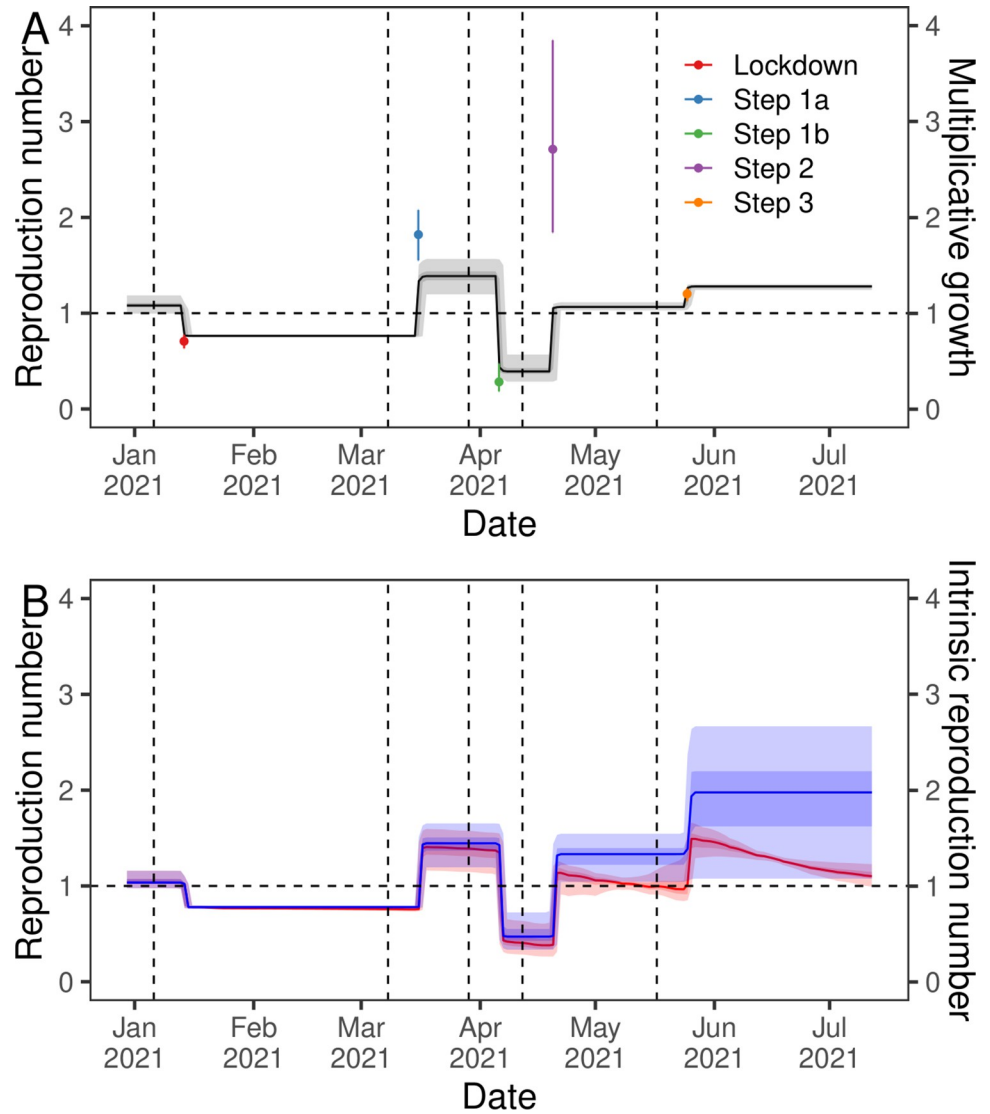 A
Reproduction number
4
3
2
1
0
4
3
2
1
0
Multiplicative growth
Lockdown
Step 1a
Step 1b
Step 2
Step 3
Jan Feb Mar Apr May Jun Jul
2021 2021 2021 2021 2021 2021 2021
Date
B
Reproduction number
4
3
2
1
0
4
3
2
1
0
Intrinsic reproduction number
Jan Feb Mar Apr May Jun Jul
2021 2021 2021 2021 2021 2021 2021
Date